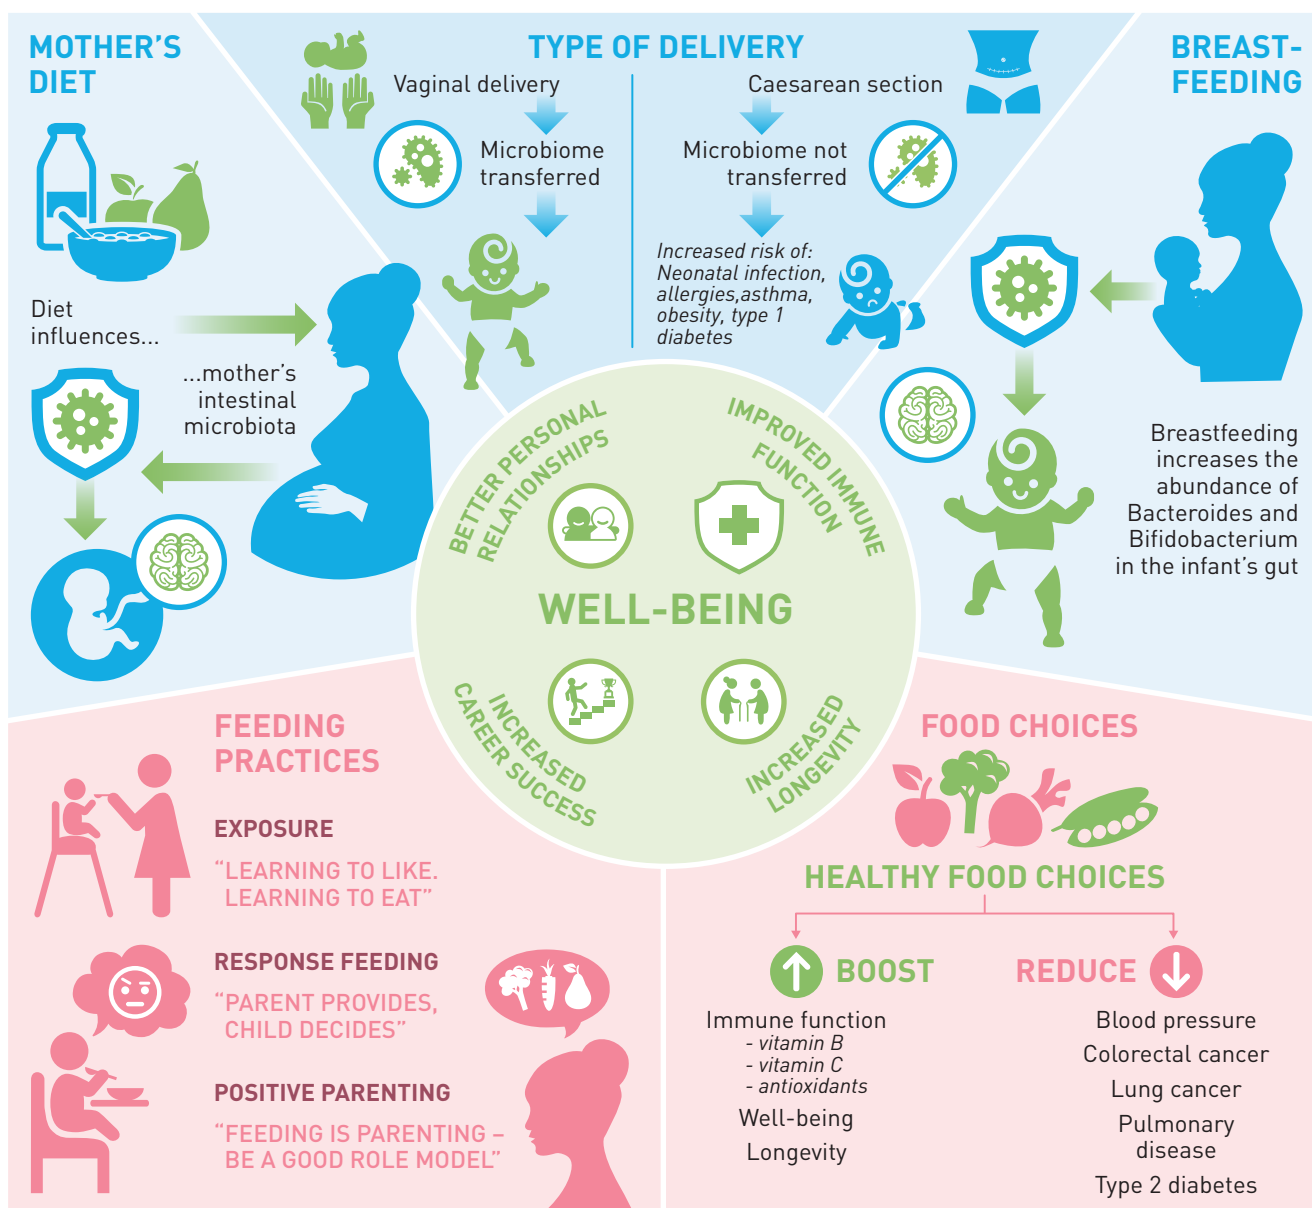 MOTHER'S
DIET
Diet
influences...
...mother's
intestinal
microbiota
TYPE OF DELIVERY
Vaginal delivery
Microbiome
transferred
Caesarean section
Microbiome not
transferred
Increased risk of:
Neonatal infection,
allergies,asthma,
obesity, type 1
diabetes
BREAST-
FEEDING
Breastfeeding
increases the
abundance of
Bacteroides and
Bifidobacterium
in the infant's gut
BETTER PERSONAL
RELATIONSHIPS
IMPROVED IMMUNE
FUNCTION
WELL-BEING
INCREASED
CAREER SUCCESS
INCREASED
LONGEVITY
FEEDING
PRACTICES
EXPOSURE
“LEARNING TO LIKE.
LEARNING TO EAT”
RESPONSE FEEDING
“PARENT PROVIDES,
CHILD DECIDES”
POSITIVE PARENTING
“FEEDING IS PARENTING –
BE A GOOD ROLE MODEL”
FOOD CHOICES
HEALTHY FOOD CHOICES
BOOST
Immune function
- vitamin B
- vitamin C
- antioxidants
Well-being
Longevity
REDUCE
Blood pressure
Colorectal cancer
Lung cancer
Pulmonary
disease
Type 2 diabetes